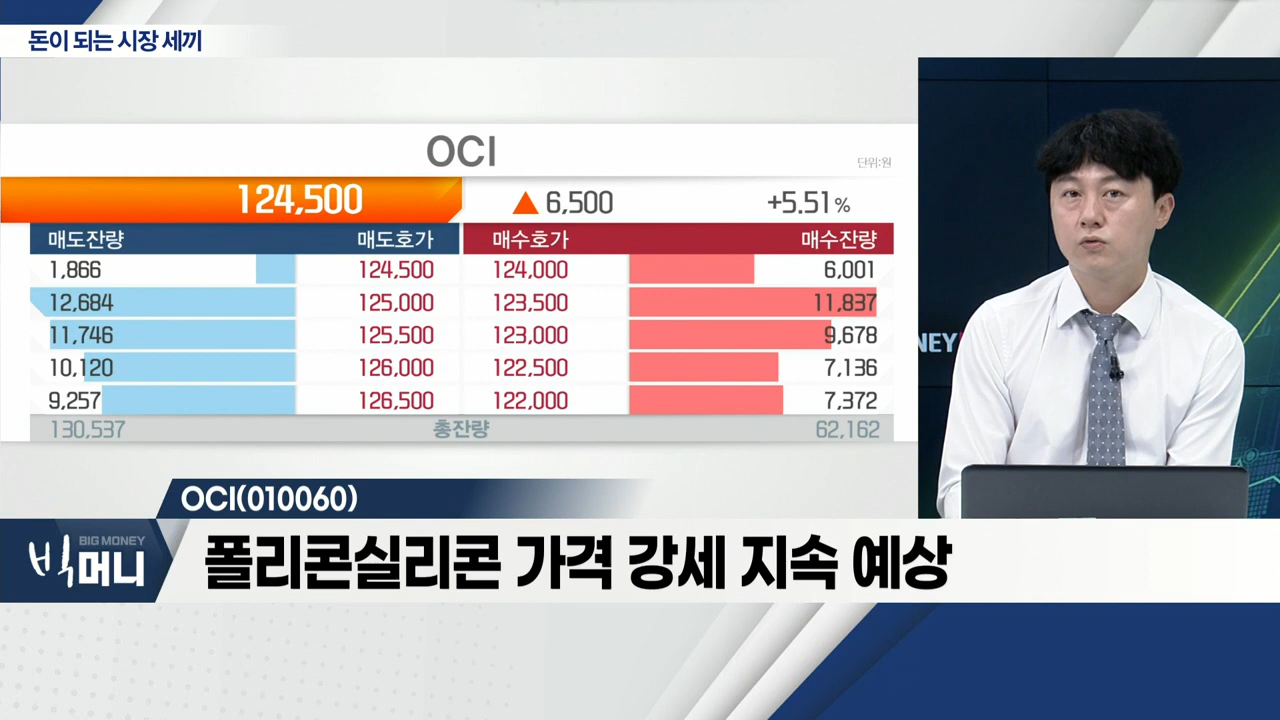 돈이 되는 시장 세끼
OCI
단위:원
124,500 ▲ 6,500 +5.51%
매도잔량 매도호가 매수호가 매수잔량
1,866 124,500 124,000 6,001
12,684 125,000 123,500 11,837
11,746 125,500 123,000 9,678
10,120 126,000 122,500 7,136
9,257 126,500 122,000 7,372
130,537 총잔량 62,162
NEY
OCI(010060)
BIG MONEY
빅머니
폴리콘실리콘 가격 강세 지속 예상